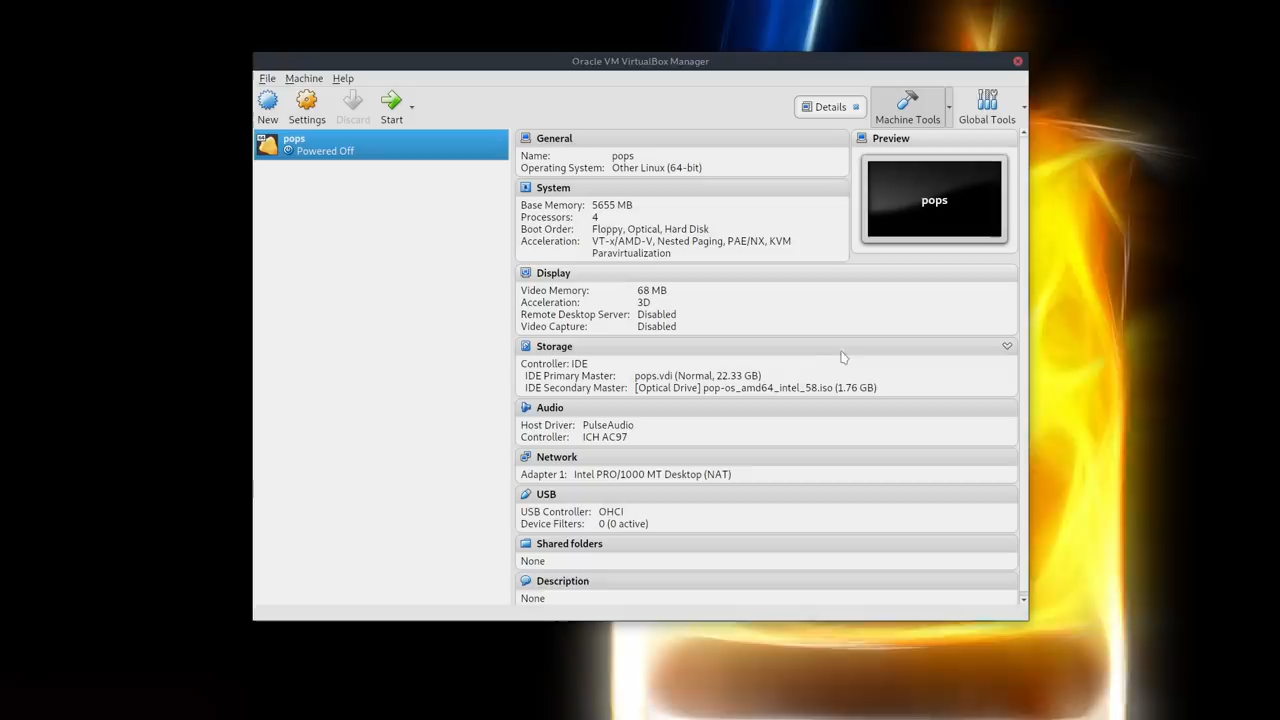 Oracle VM VirtualBox Manager
File Machine Help
New Settings Discard Start
Details Machine Tools Global Tools
pops
Powered Off
General
Name: pops
Operating System: Other Linux (64-bit)
System
Base Memory: 5655 MB
Processors: 4
Boot Order: Floppy, Optical, Hard Disk
Acceleration: VT-x/AMD-V, Nested Paging, PAE/NX, KVM
Paravirtualization
Preview
pops
Display
Video Memory: 68 MB
Acceleration: 3D
Remote Desktop Server: Disabled
Video Capture: Disabled
Storage
Controller: IDE
IDE Primary Master: pops.vdi (Normal, 22.33 GB)
IDE Secondary Master: [Optical Drive] pop-os_amd64_intel_58.iso (1.76 GB)
Audio
Host Driver: PulseAudio
Controller: ICH AC97
Network
Adapter 1: Intel PRO/1000 MT Desktop (NAT)
USB
USB Controller: OHCI
Device Filters: 0 (0 active)
Shared folders
None
Description
None